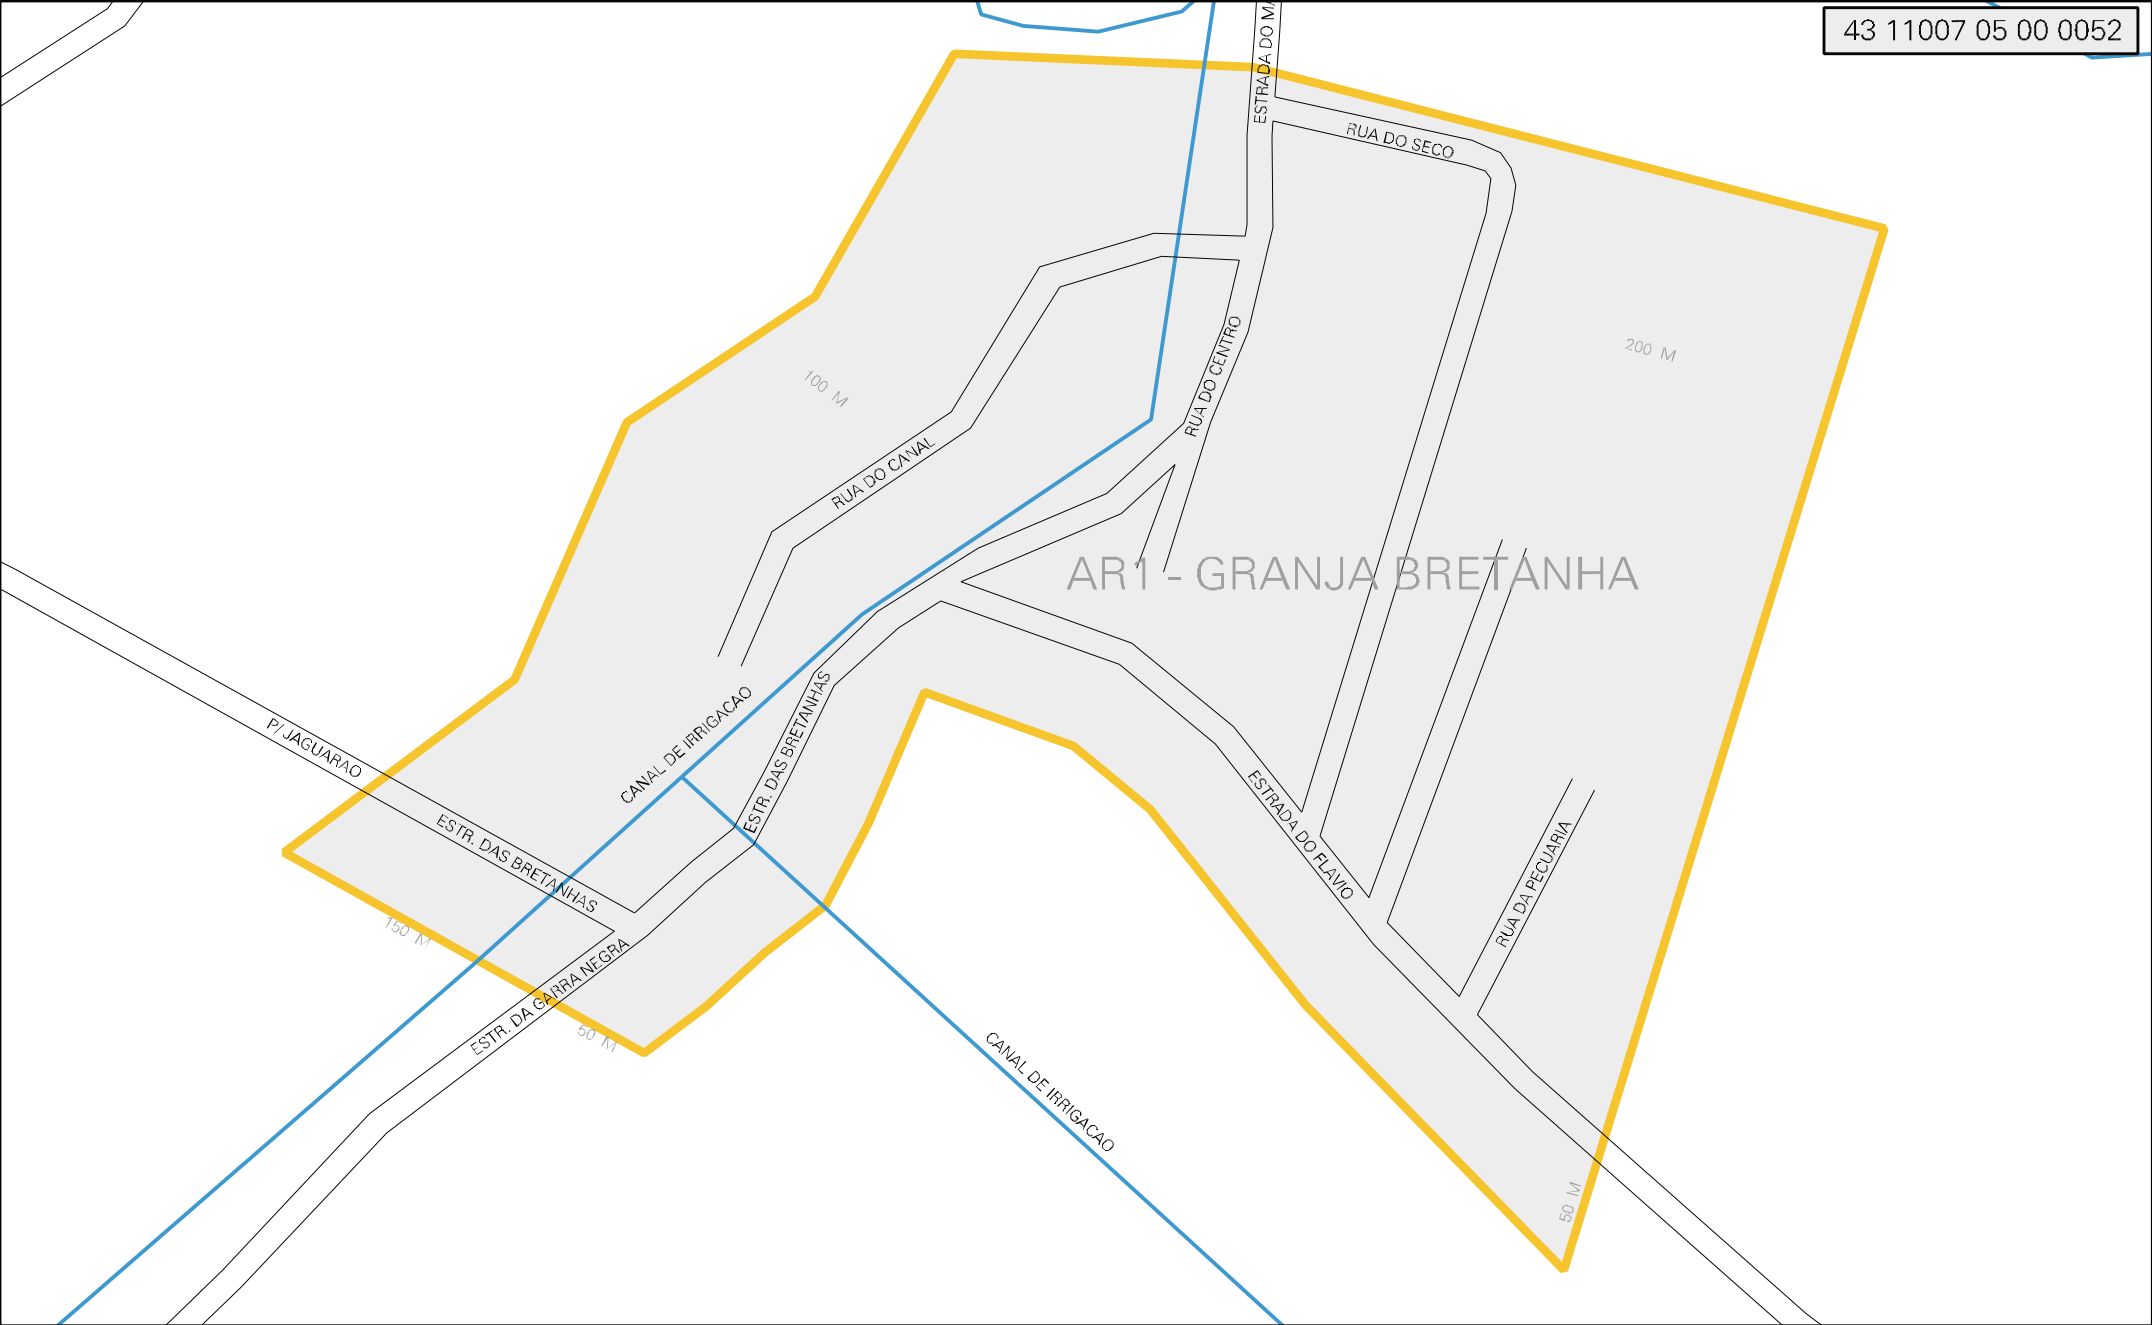 43 11007 05 00 0052
ESTRADA DO
RUA DO SECO
RUA DO CENTRO
200 M
100 M
RUA DO CANAL
AR1 - GRANJA BRETANHA
CANAL DE IRRIGACAO
ESTR. DAS BRETANHAS
P/ JAGUARAO
ESTR. DAS BRETANHAS
ESTRADA DO FLAVIO
RUA DA PECUARIA
150 M
ESTR. DA GARRA NEGRA
50 M
CANAL DE IRRIGACAO
50 M